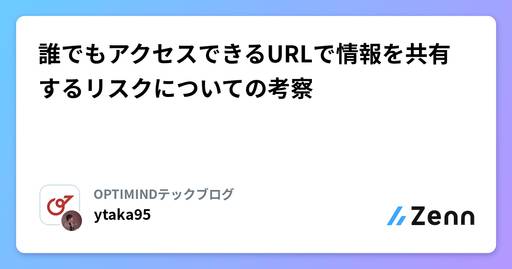 誰でもアクセスできるURLで情報を共有
するリスクについての考察
OPTIMINDテックブログ
ytaka95
Zenn